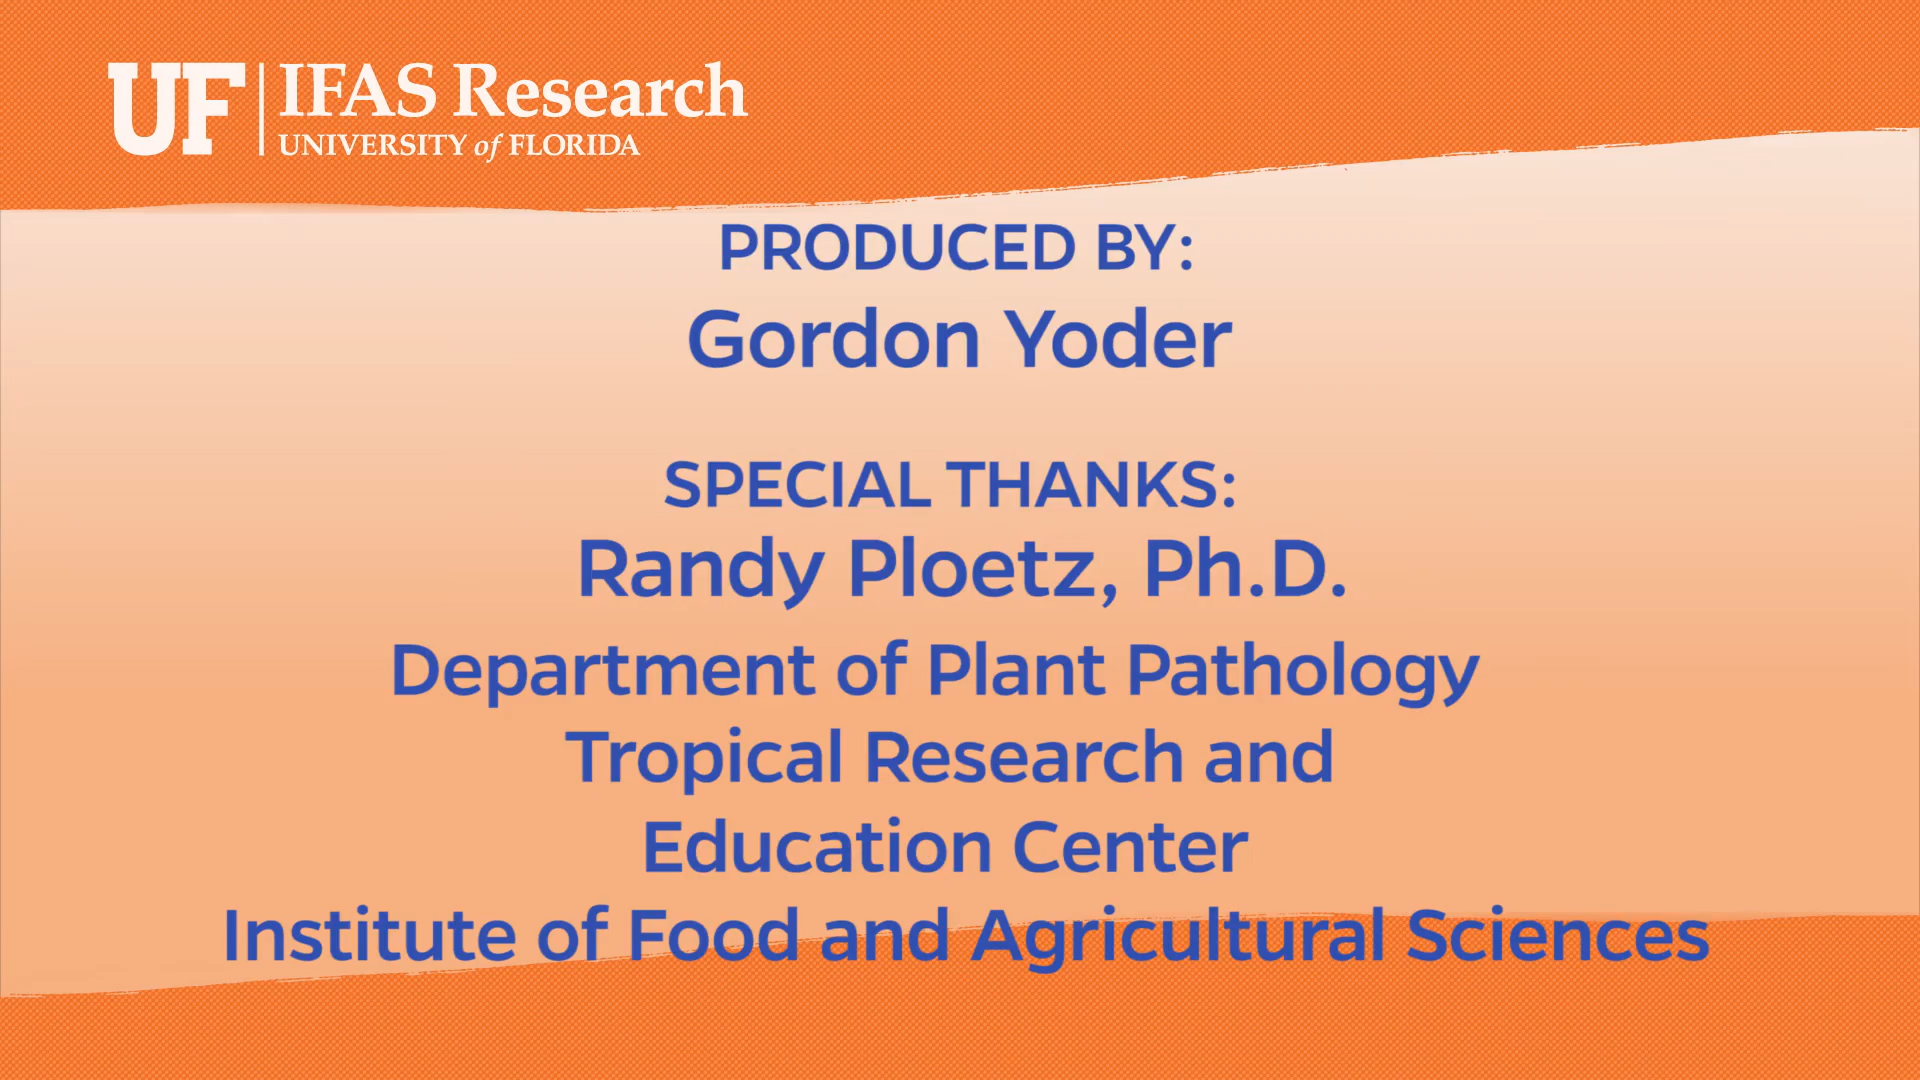 UF IFAS Research
UNIVERSITY of FLORIDA
PRODUCED BY:
Gordon Yoder
SPECIAL THANKS:
Randy Ploetz, Ph.D.
Department of Plant Pathology
Tropical Research and
Education Center
Institute of Food and Agricultural Sciences